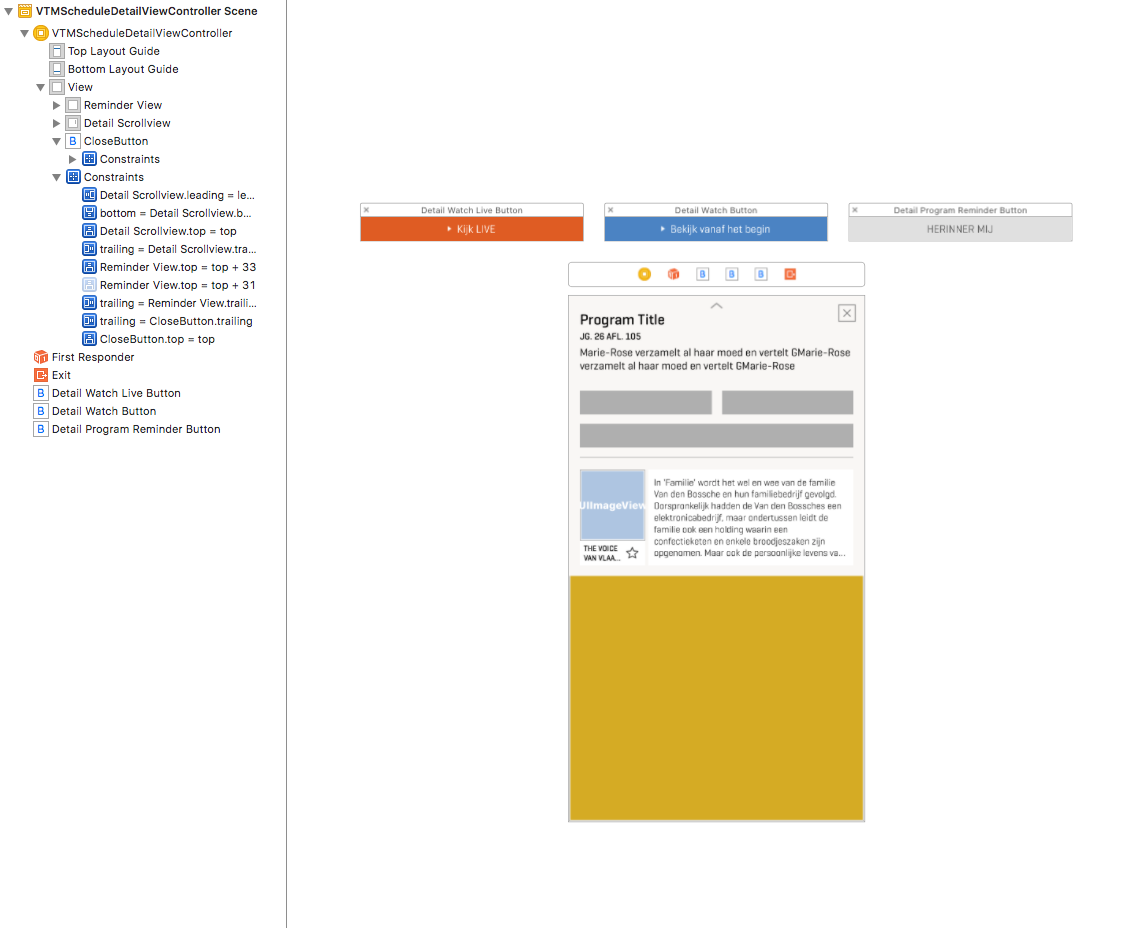 VTMScheduleDetailViewController Scene
VTMScheduleDetailViewController
Top Layout Guide
Bottom Layout Guide
View
Reminder View
Detail Scrollview
B CloseButton
Constraints
Constraints
Detail Scrollview.leading = le...
bottom = Detail Scrollview.b...
Detail Scrollview.top = top
trailing = Detail Scrollview.tra...
Reminder View.top = top + 33
Reminder View.top = top + 31
trailing = Reminder View.traili...
trailing = CloseButton.trailing
CloseButton.top = top
First Responder
Exit
B Detail Watch Live Button
B Detail Watch Button
B Detail Program Reminder Button
Detail Watch Live Button
Kijk LIVE
Detail Watch Button
Bekijk vanaf het begin
Detail Program Reminder Button
HERINNER MIJ
B B B
Program Title
JG. 26 AFL. 105
Marie-Rose verzamelt al haar moed en vertelt GMarie-Rose
verzamelt al haar moed en vertelt GMarie-Rose
UIImageView
THE VOICE
VAN VLAA...
In 'Familie' wordt het wel en wee van de familie
Van den Bossche en hun familiebedrijf gevolgd.
Oorspronkelijk hadden de Van den Bossches een
elektronicabedrijf, maar ondertussen leidt de
familie ook een holding waarin een
confectieketen en enkele broodjeszaken zijn
opgenomen. Maar ook de persoonlijke levens va...